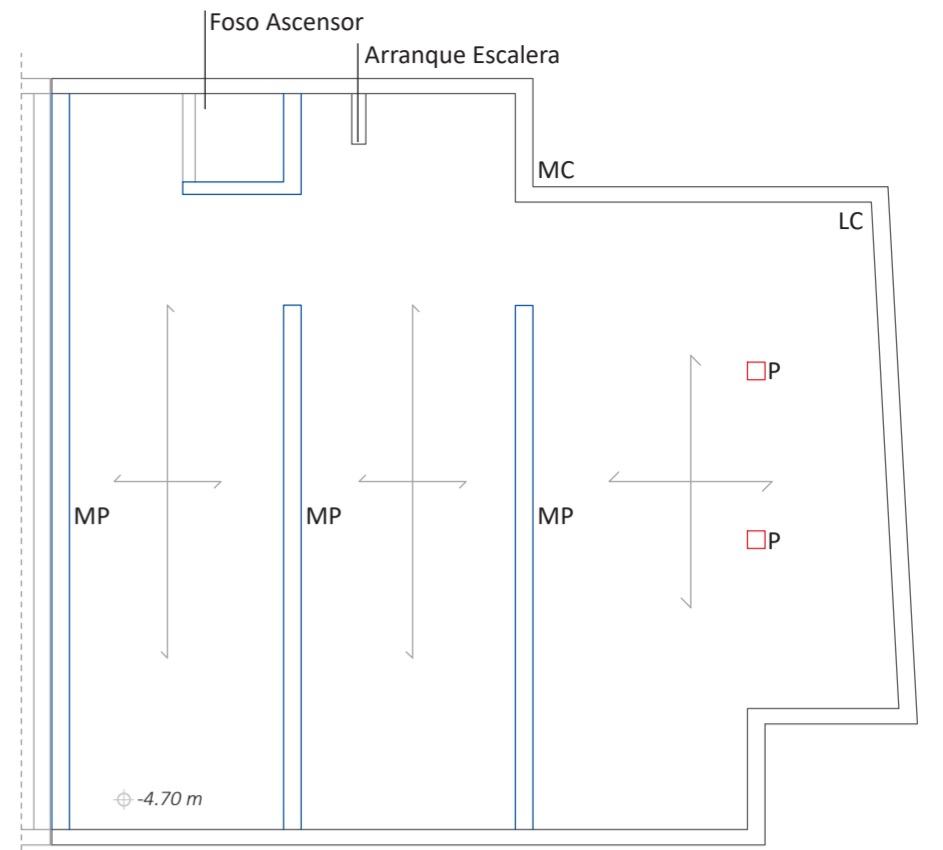 Foso Ascensor
Arranque Escalera
MC
LC
P
MP
MP
MP
P
-4.70 m